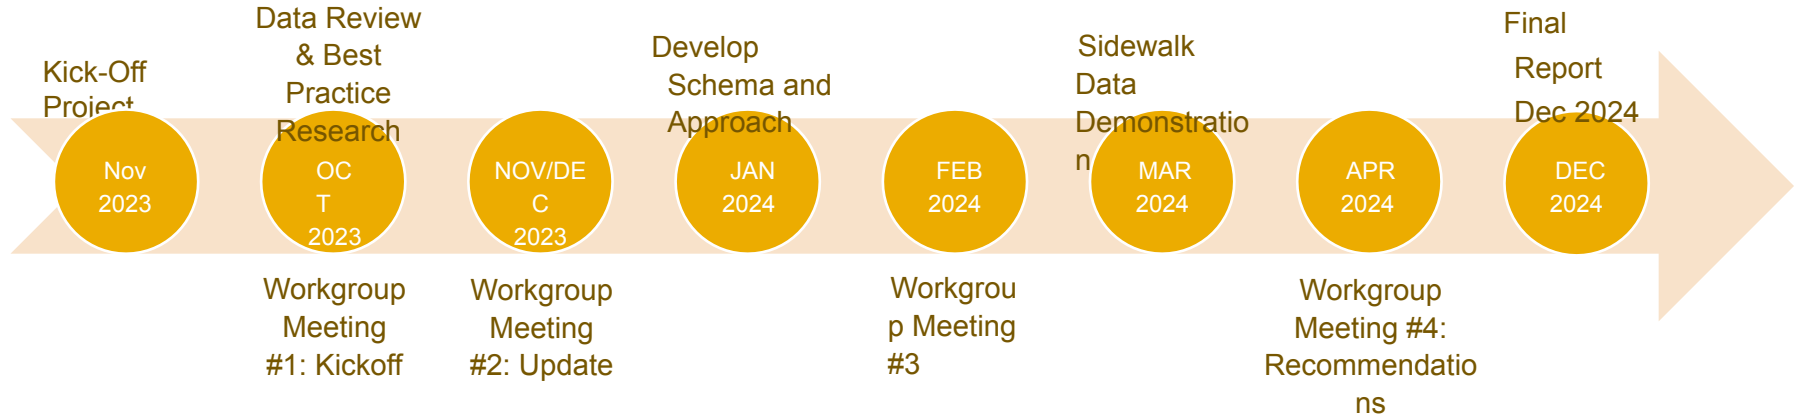 Kick-Off
Project
Nov
2023
Data Review
& Best
Practice
Research
OC
T
2023
Workgroup
Meeting
#1: Kickoff
NOV/DE
C
2023
Workgroup
Meeting
#2: Update
Develop
Schema and
Approach
JAN
2024
FEB
2024
Workgrou
p Meeting
#3
Sidewalk
Data
Demonstratio
n
MAR
2024
APR
2024
Workgroup
Meeting #4:
Recommendatio
ns
Final
Report
Dec 2024
DEC
2024